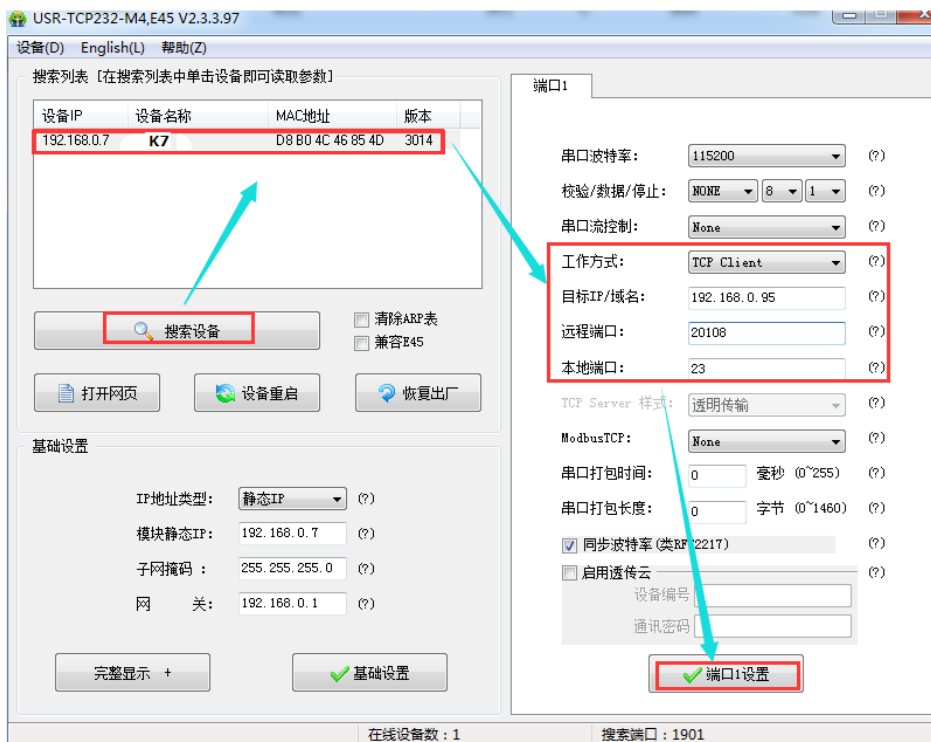 USR-TCP232-M4,E45 V2.3.3.97
设备(D) English(L) 帮助(Z)
搜索列表 [在搜索列表中单击设备即可读取参数]
设备IP 设备名称 MAC地址 版本
192.168.0.7 K7 D8 B0 4C 46 85 4D 3014
搜索设备
清除ARP表
兼容E45
打开网页 设备重启 恢复出厂
基础设置
IP地址类型: 静态IP (?)
模块静态IP: 192.168.0.7 (?)
子网掩码 : 255.255.255.0 (?)
网 关: 192.168.0.1 (?)
完整显示 + 基础设置
端口1
串口波特率: 115200 (?)
校验/数据/停止: NONE 8 1 (?)
串口流控制: None (?)
工作方式: TCP Client (?)
目标IP/域名: 192.168.0.95 (?)
远程端口: 20108 (?)
本地端口: 23 (?)
TCP Server 样式: 透明传输 (?)
ModbusTCP: None (?)
串口打包时间: 0 毫秒 (0~255) (?)
串口打包长度: 0 字节 (0~1460) (?)
同步波特率(类RFC2217) (?)
启用透传云 (?)
设备编号
通讯密码
端口1设置
在线设备数:1 搜索端口:1901